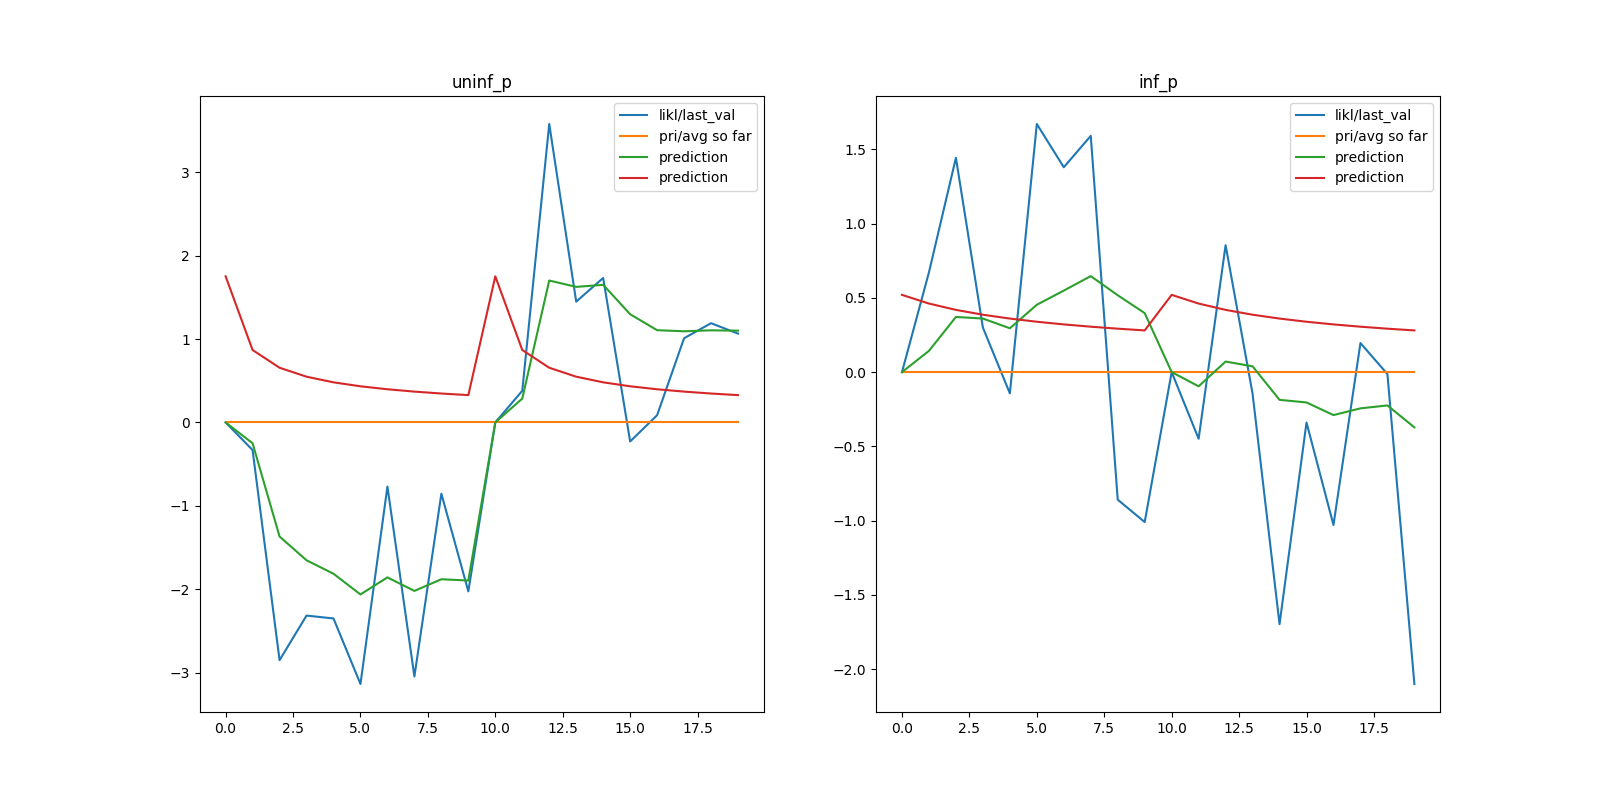 uninf_p
likl/last_val
pri/avg so far
prediction
prediction
3
2
1
0
−1
−2
−3
0.0 2.5 5.0 7.5 10.0 12.5 15.0 17.5
inf_p
likl/last_val
pri/avg so far
prediction
prediction
1.5
1.0
0.5
0.0
−0.5
−1.0
−1.5
−2.0
0.0 2.5 5.0 7.5 10.0 12.5 15.0 17.5